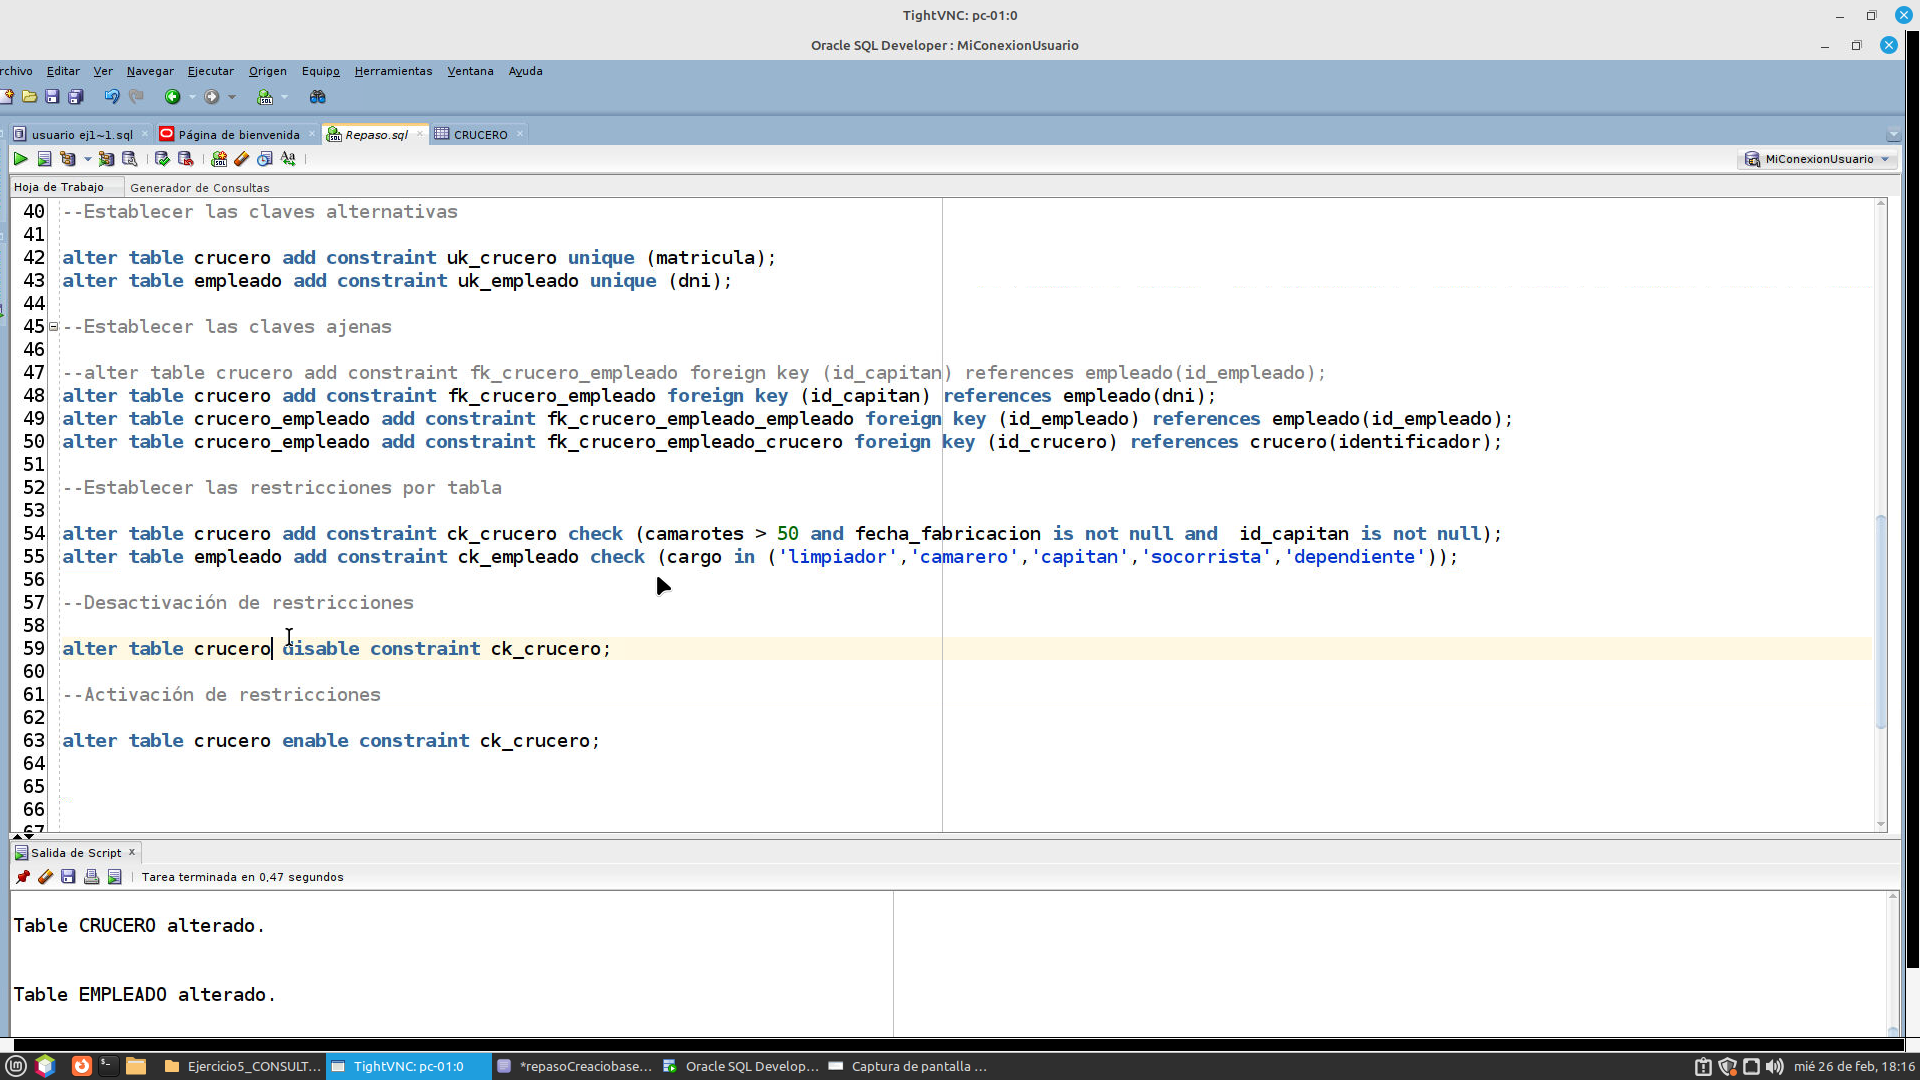 TightVNC: pc-01:0
Oracle SQL Developer : MiConexionUsuario
rchivo Editar Ver Navegar Ejecutar Origen Equipo Herramientas Ventana Ayuda
usuario ej1~1.sql Página de bienvenida Repaso.sql CRUCERO
MiConexionUsuario
Hoja de Trabajo Generador de Consultas
40 --Establecer las claves alternativas
41
42 alter table crucero add constraint uk_crucero unique (matricula);
43 alter table empleado add constraint uk_empleado unique (dni);
44
45 --Establecer las claves ajenas
46
47 --alter table crucero add constraint fk_crucero_empleado foreign key (id_capitan) references empleado(id_empleado);
48 alter table crucero add constraint fk_crucero_empleado foreign key (id_capitan) references empleado(dni);
49 alter table crucero_empleado add constraint fk_crucero_empleado_empleado foreign key (id_empleado) references empleado(id_empleado);
50 alter table crucero_empleado add constraint fk_crucero_empleado_crucero foreign key (id_crucero) references crucero(identificador);
51
52 --Establecer las restricciones por tabla
53
54 alter table crucero add constraint ck_crucero check (camarotes > 50 and fecha_fabricacion is not null and  id_capitan is not null);
55 alter table empleado add constraint ck_empleado check (cargo in ('limpiador','camarero','capitan','socorrista','dependiente'));
56
57 --Desactivación de restricciones
58
59 alter table crucero disable constraint ck_crucero;
60
61 --Activación de restricciones
62
63 alter table crucero enable constraint ck_crucero;
64
65
66
67
Salida de Script
Tarea terminada en 0,47 segundos
Table CRUCERO alterado.
Table EMPLEADO alterado.
Ejercicio5_CONSULT... TightVNC: pc-01:0 *repasoCreaciobase... Oracle SQL Develop... Captura de pantalla ... mié 26 de feb, 18:16